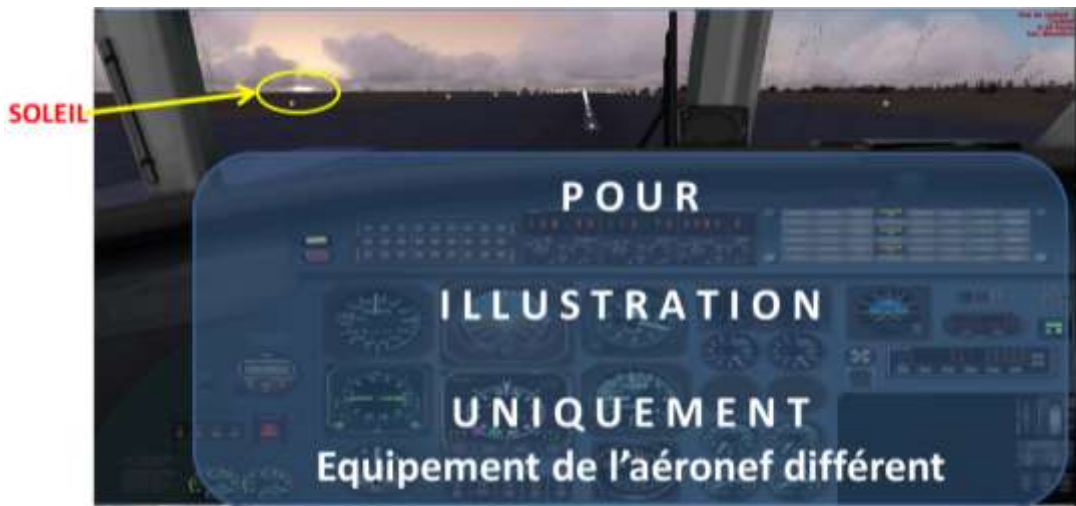 SOLEIL
POUR
ILLUSTRATION
UNIQUEMENT
Equipement de l'aéronef différent